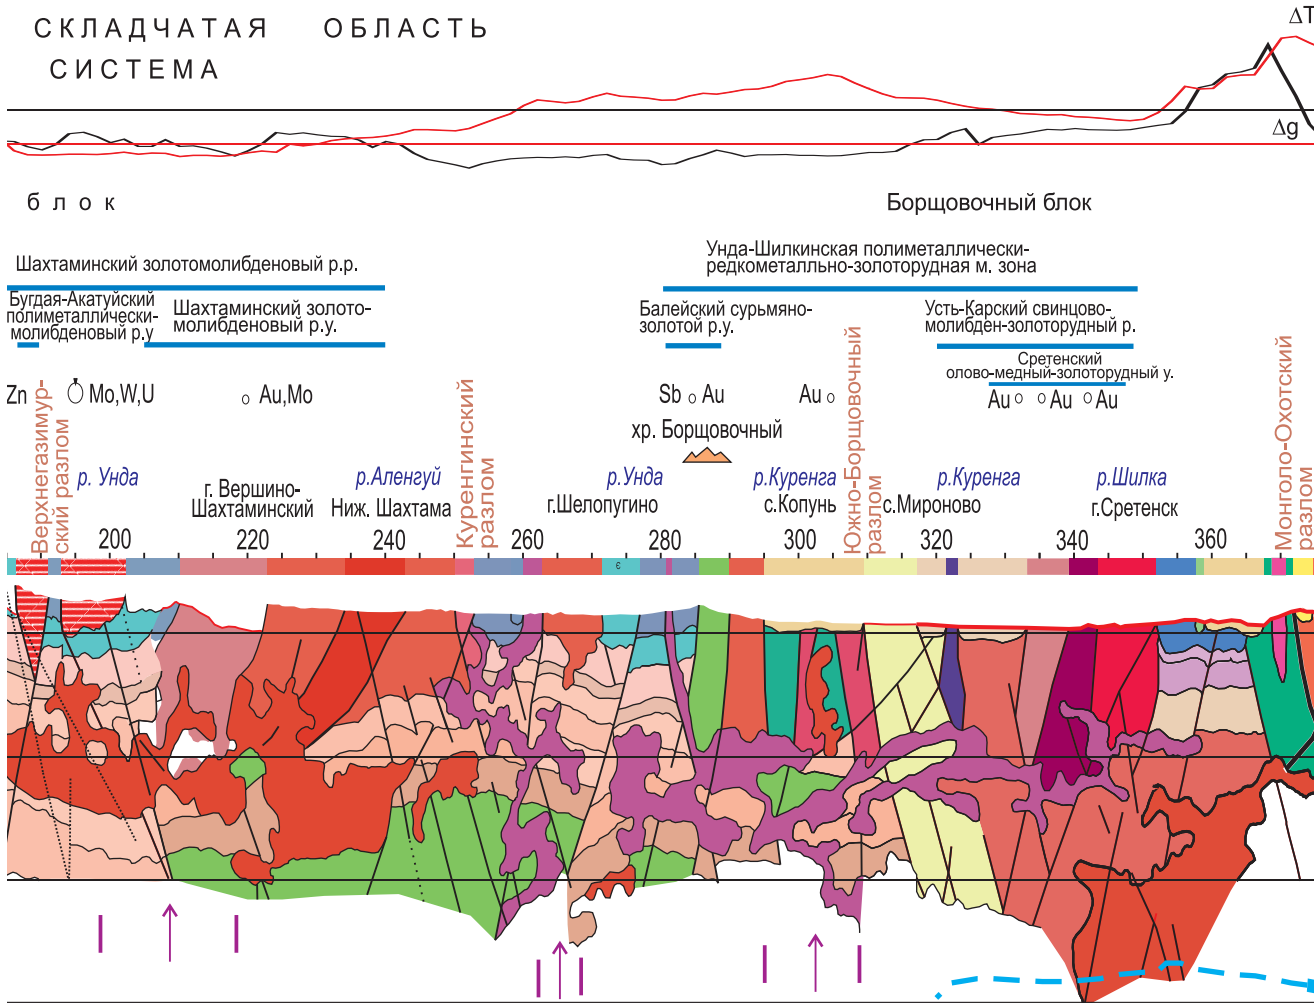 СКЛАДЧАТАЯ ОБЛАСТЬ
СИСТЕМА
ΔT
Δg
блок
Борщовочный блок
Шахтаминский золотомолибденовый р.р.
Унда-Шилкинская полиметаллически-
редкометалльно-золоторудная м. зона
Бугдая-Акатуйский
полиметаллически-
молибденовый р.у
Шахтаминский золото-
молибденовый р.у.
Балейский сурьмяно-
золотой р.у.
Усть-Карский свинцово-
молибден-золоторудный р.
Сретенский
олово-медный-золоторудный у.
Zn
Mo,W,U
Au,Mo
Sb
Au
Au
Au
Au
Au
хр. Борщовочный
Верхнегазимур-
ский разлом
Куренгинский
разлом
Южно-Борщовочный
разлом
Монголо-Охотский
разлом
р. Унда
р.Аленгуй
р.Унда
р.Куренга
р.Куренга
р.Шилка
г. Вершино-
Шахтаминский
Ниж. Шахтама
г.Шелопугино
с.Копунь
с.Мироново
г.Сретенск
200
220
240
260
280
300
320
340
360
є